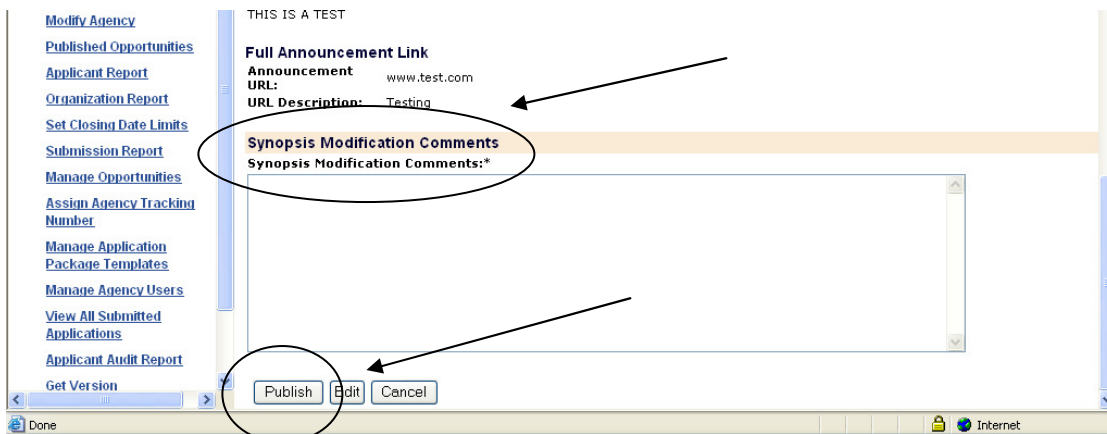 Modify Agency
Published Opportunities
Applicant Report
Organization Report
Set Closing Date Limits
Submission Report
Manage Opportunities
Assign Agency Tracking
Number
Manage Application
Package Templates
Manage Agency Users
View All Submitted
Applications
Applicant Audit Report
Get Version
THIS IS A TEST
Full Announcement Link
Announcement
URL: www.test.com
URL Description: Testing
Synopsis Modification Comments
Synopsis Modification Comments:*
Publish Edit Cancel
Done Internet